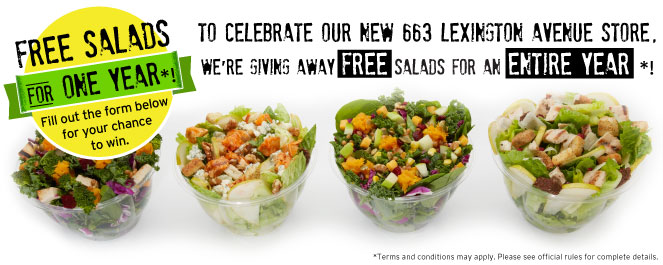 FREE SALADS
FOR ONE YEAR*!
Fill out the form below
for your chance
to win.
TO CELEBRATE OUR NEW 663 LEXINGTON AVENUE STORE,
WE'RE GIVING AWAY FREE SALADS FOR AN ENTIRE YEAR *!
*Terms and conditions may apply. Please see official rules for complete details.